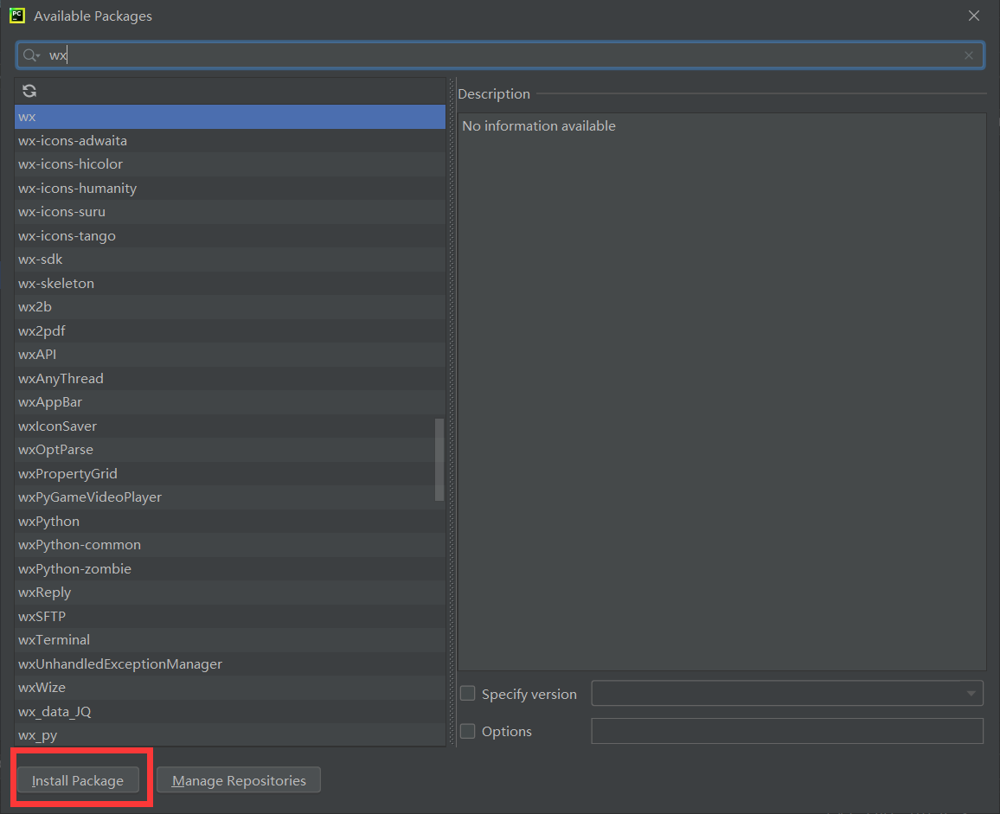 PC
Available Packages
wx
wx
wx-icons-adwaita
wx-icons-hicolor
wx-icons-humanity
wx-icons-suru
wx-icons-tango
wx-sdk
wx-skeleton
wx2b
wx2pdf
wxAPI
wxAnyThread
wxAppBar
wxIconSaver
wxOptParse
wxPropertyGrid
wxPyGameVideoPlayer
wxPython
wxPython-common
wxPython-zombie
wxReply
wxSFTP
wxTerminal
wxUnhandledExceptionManager
wxWize
wx_data_JQ
wx_py
Description
No information available
Specify version
Options
Install Package
Manage Repositories